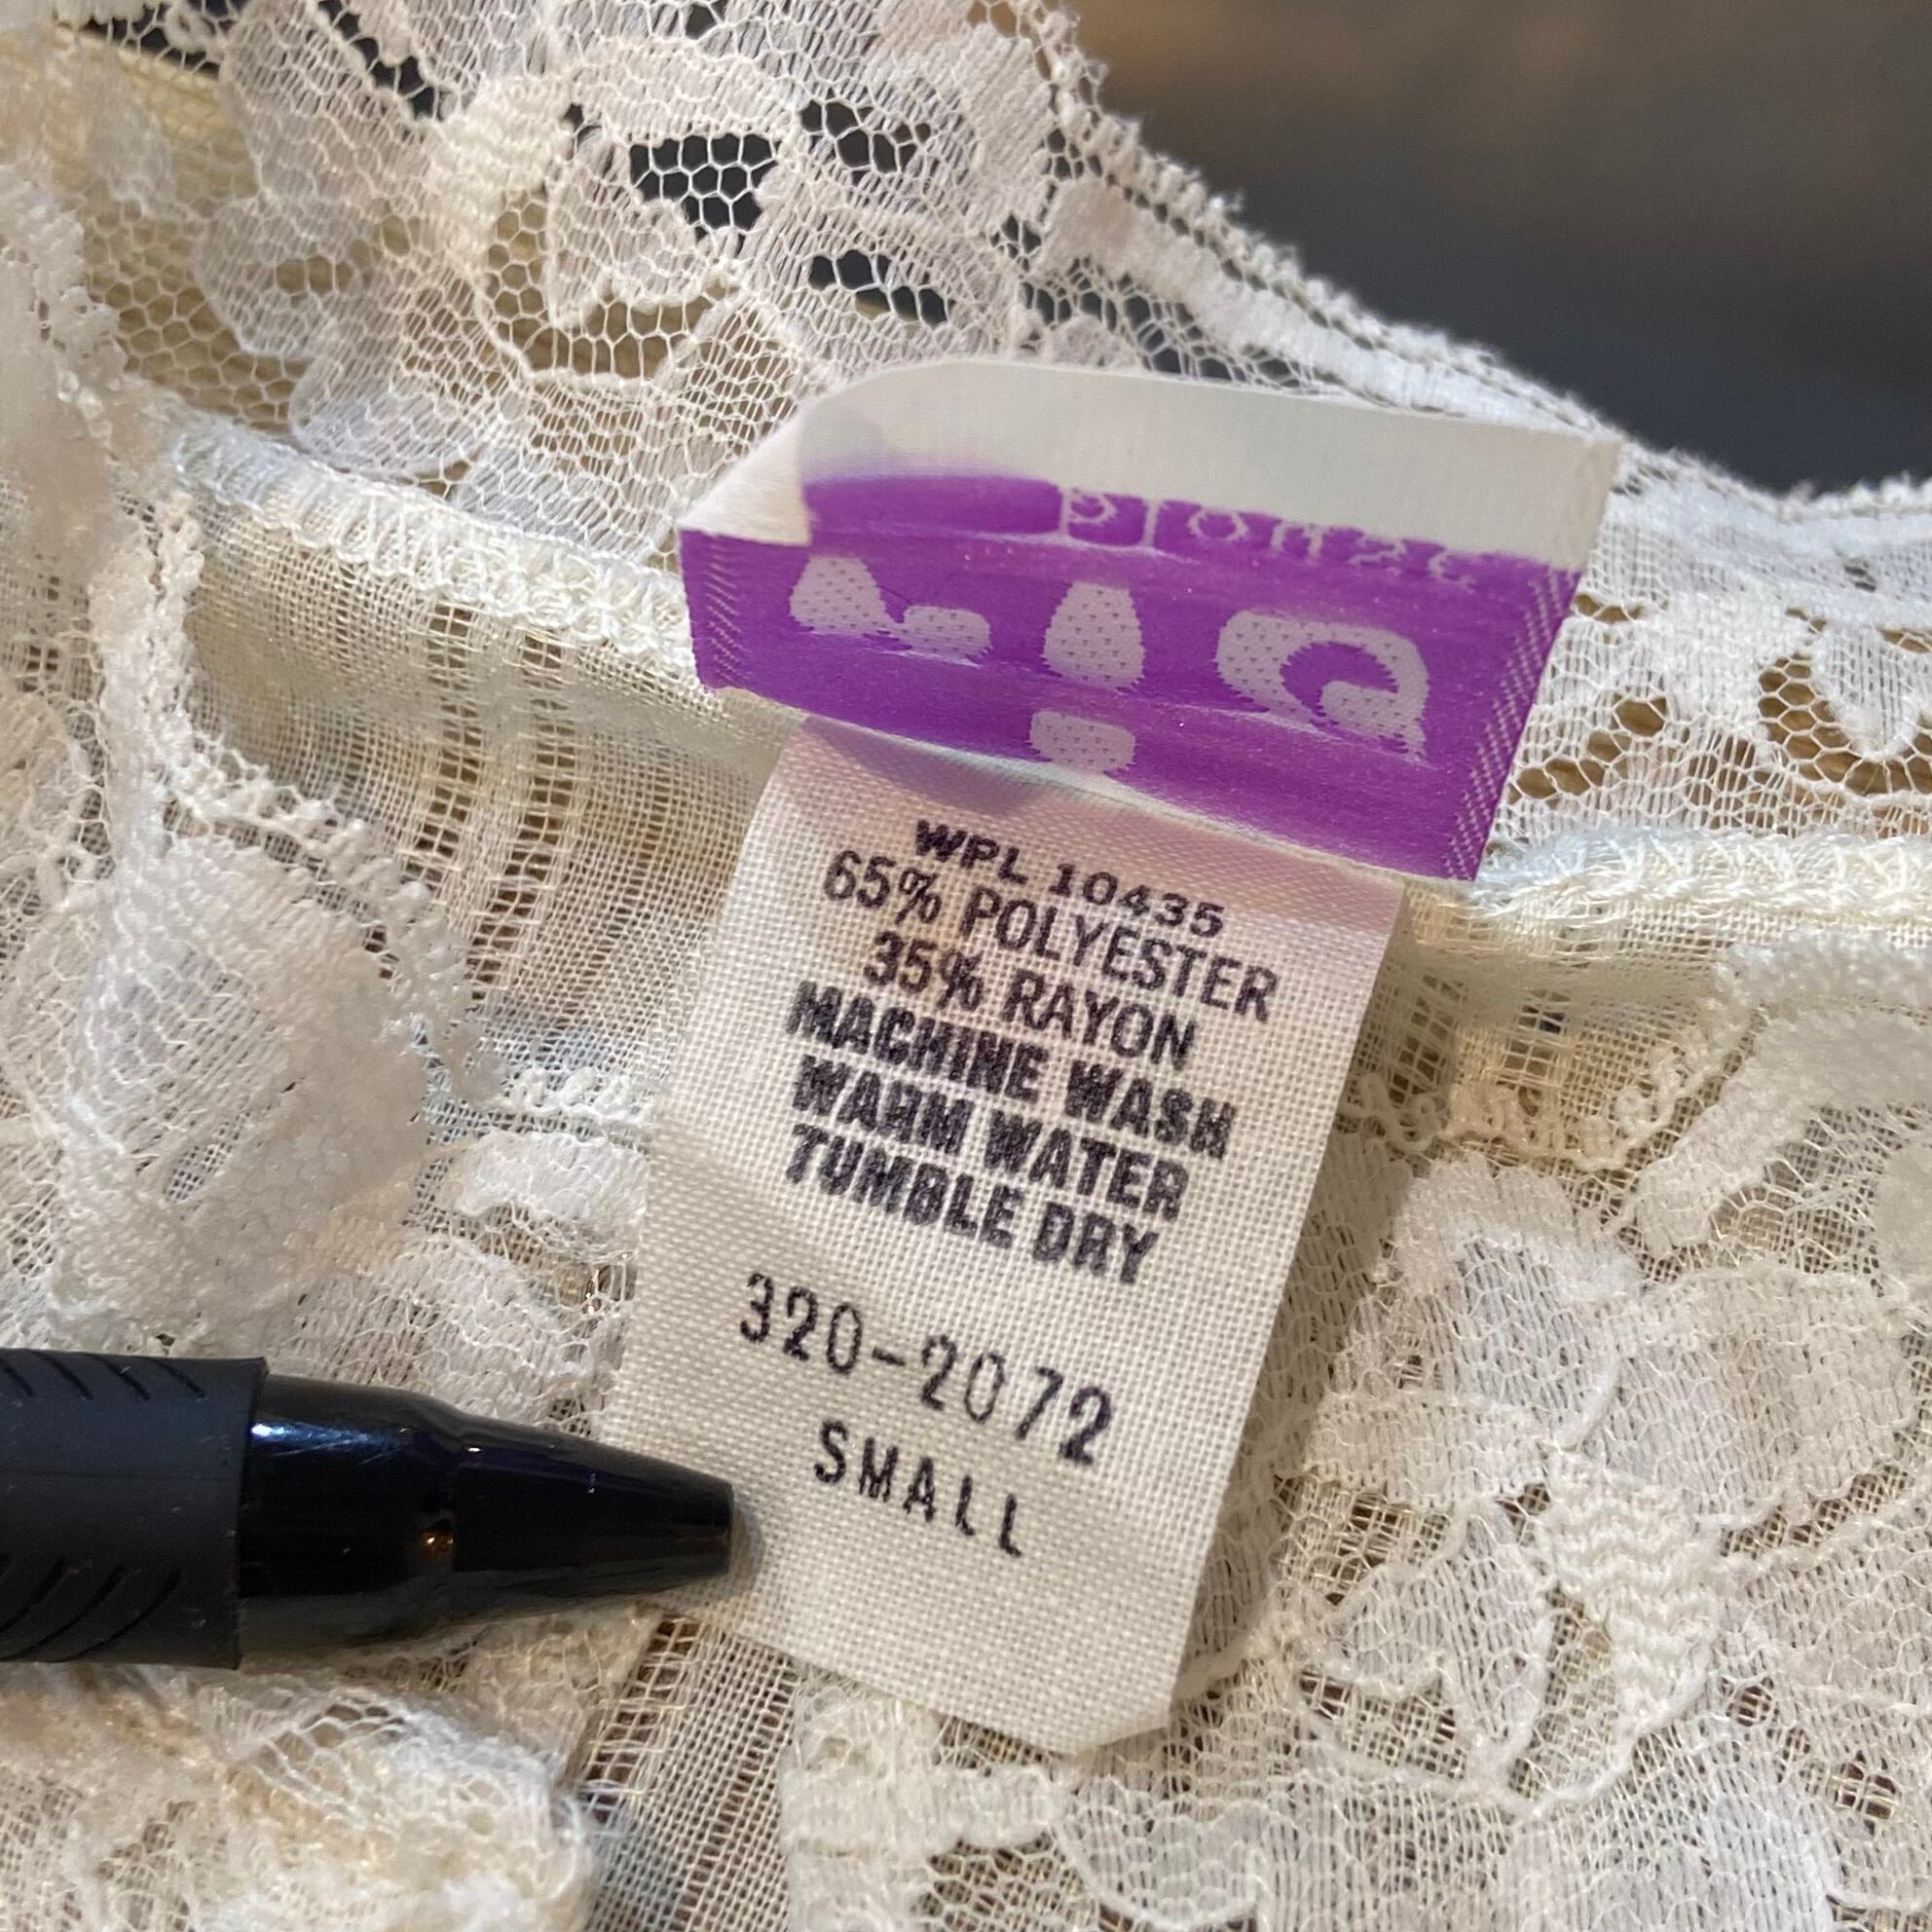 WPL 10435
65% POLYESTER
35% RAYON
MACHINE WASH
WARM WATER
TUMBLE DRY
320-2072
SMALL